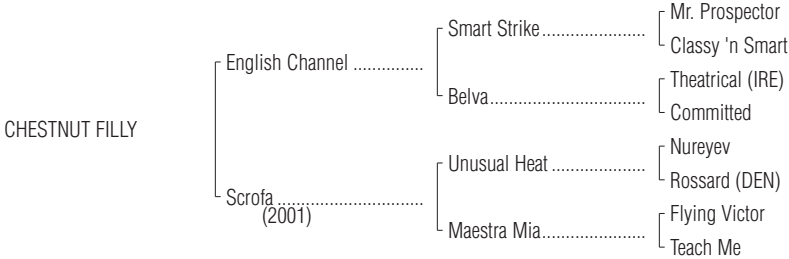 Mr. Prospector
Smart Strike......................
Classy 'n Smart
English Channel ...............
Theatrical (IRE)
Belva.................................
Committed
CHESTNUT FILLY
Nureyev
Unusual Heat ....................
Rossard (DEN)
Scrofa ...............................
(2001)
Flying Victor
Maestra Mia......................
Teach Me